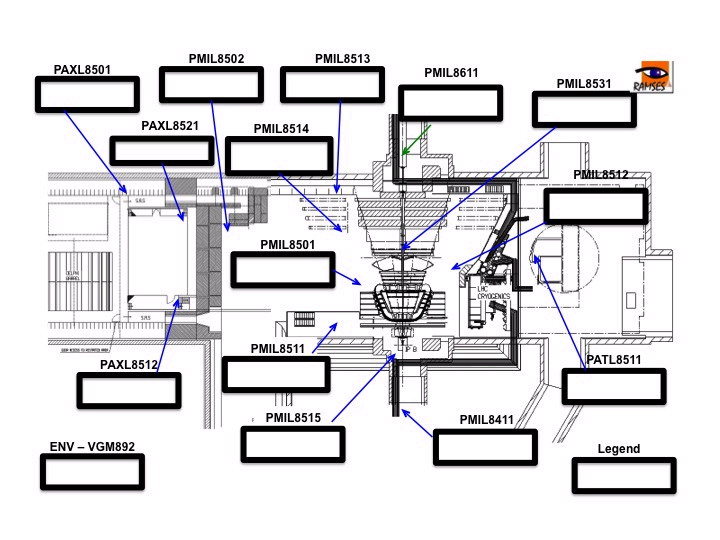 PAXL8501
PMIL8502
PMIL8513
PMIL8611
PMIL8531
RAMSES
PAXL8521
PMIL8514
PMIL8512
PMIL8501
LHC
CRYOGENICS
PMIL8511
PAXL8512
PATL8511
PMIL8515
PMIL8411
ENV – VGM892
Legend